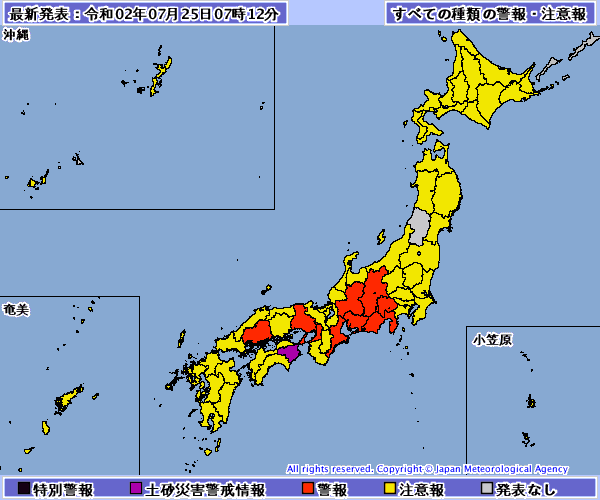 最新発表：令和02年07月25日07時12分
すべての種類の警報・注意報
沖縄
奄美
小笠原
All rights reserved. Copyright © Japan Meteorological Agency
特別警報 土砂災害警戒情報 警報 注意報 発表なし